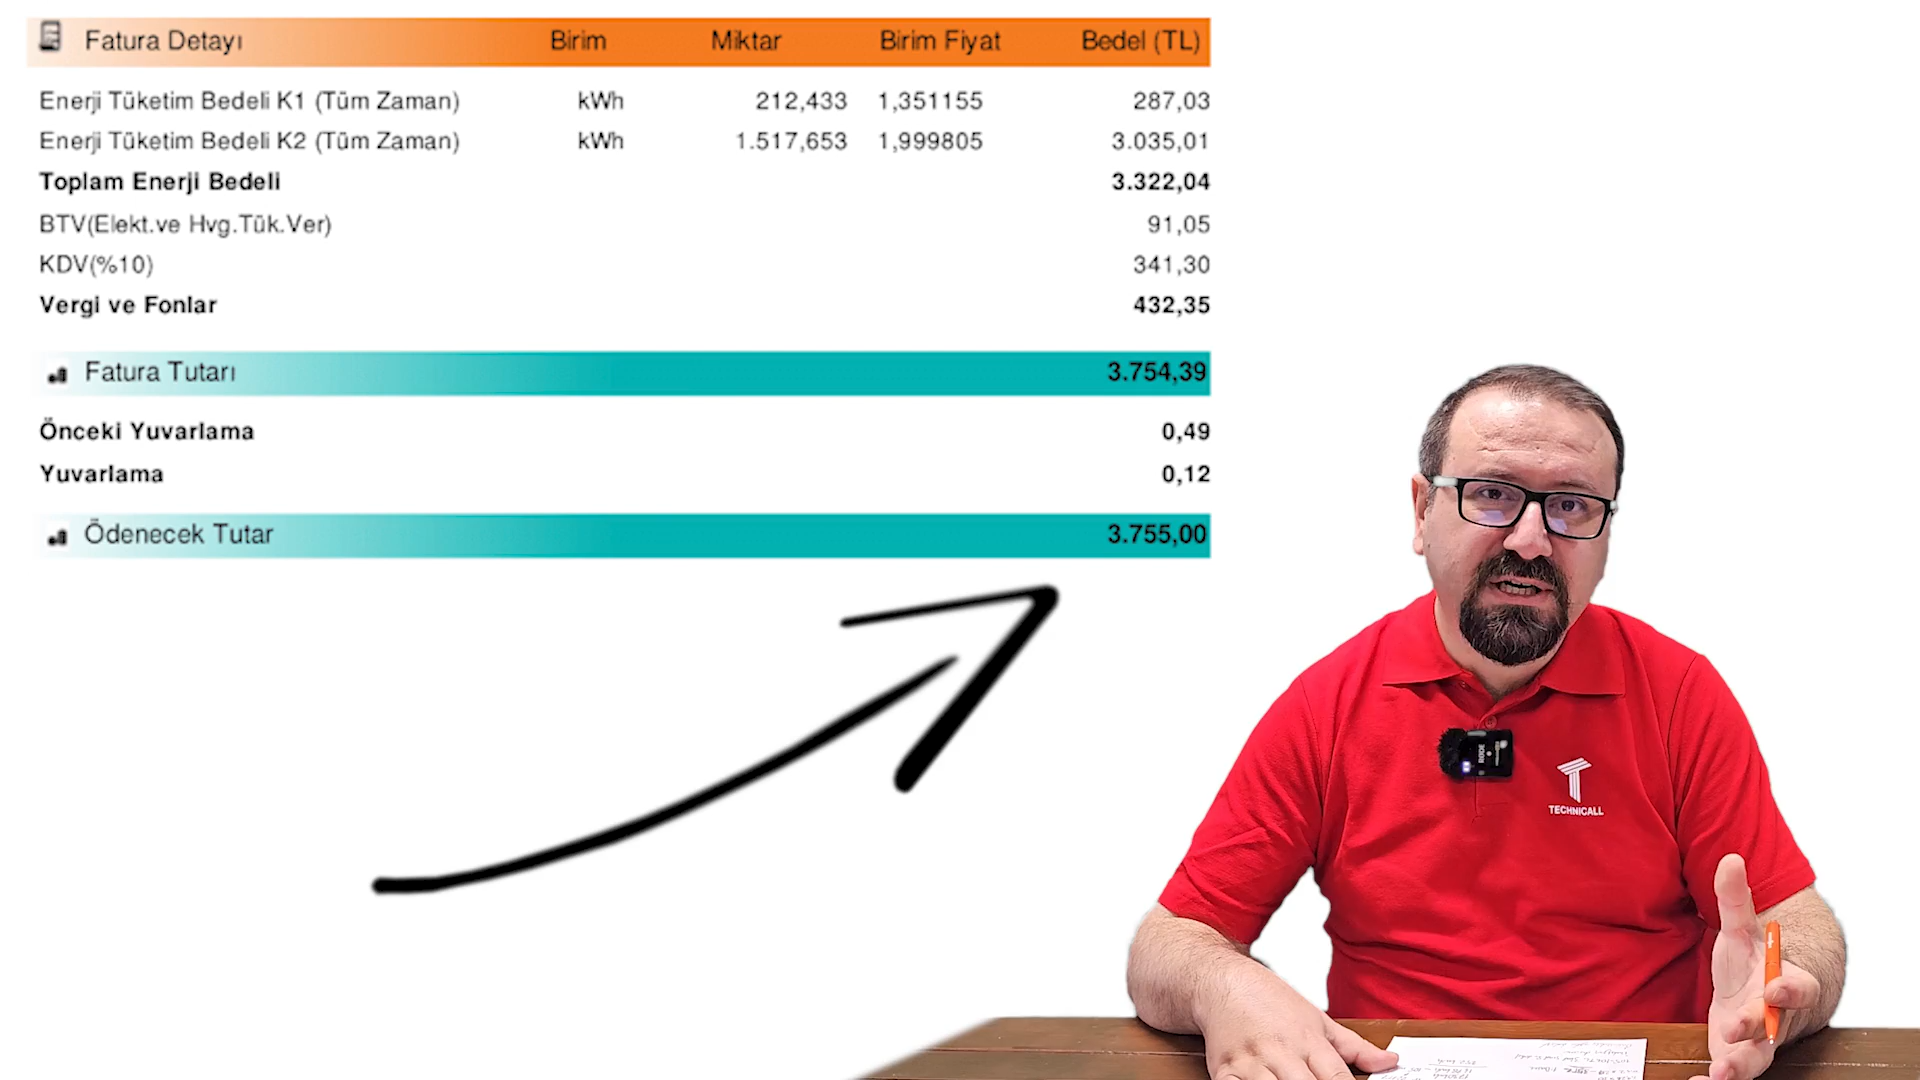 Fatura Detayı Birim Miktar Birim Fiyat Bedel (TL)
Enerji Tüketim Bedeli K1 (Tüm Zaman) kWh 212,433 1,351155 287,03
Enerji Tüketim Bedeli K2 (Tüm Zaman) kWh 1.517,653 1,999805 3.035,01
Toplam Enerji Bedeli 3.322,04
BTV(Elekt.ve Hvg.Tük.Ver) 91,05
KDV(%10) 341,30
Vergi ve Fonlar 432,35
Fatura Tutarı 3.754,39
Önceki Yuvarlama 0,49
Yuvarlama 0,12
Ödenecek Tutar 3.755,00
RØDE
TECHNICALL